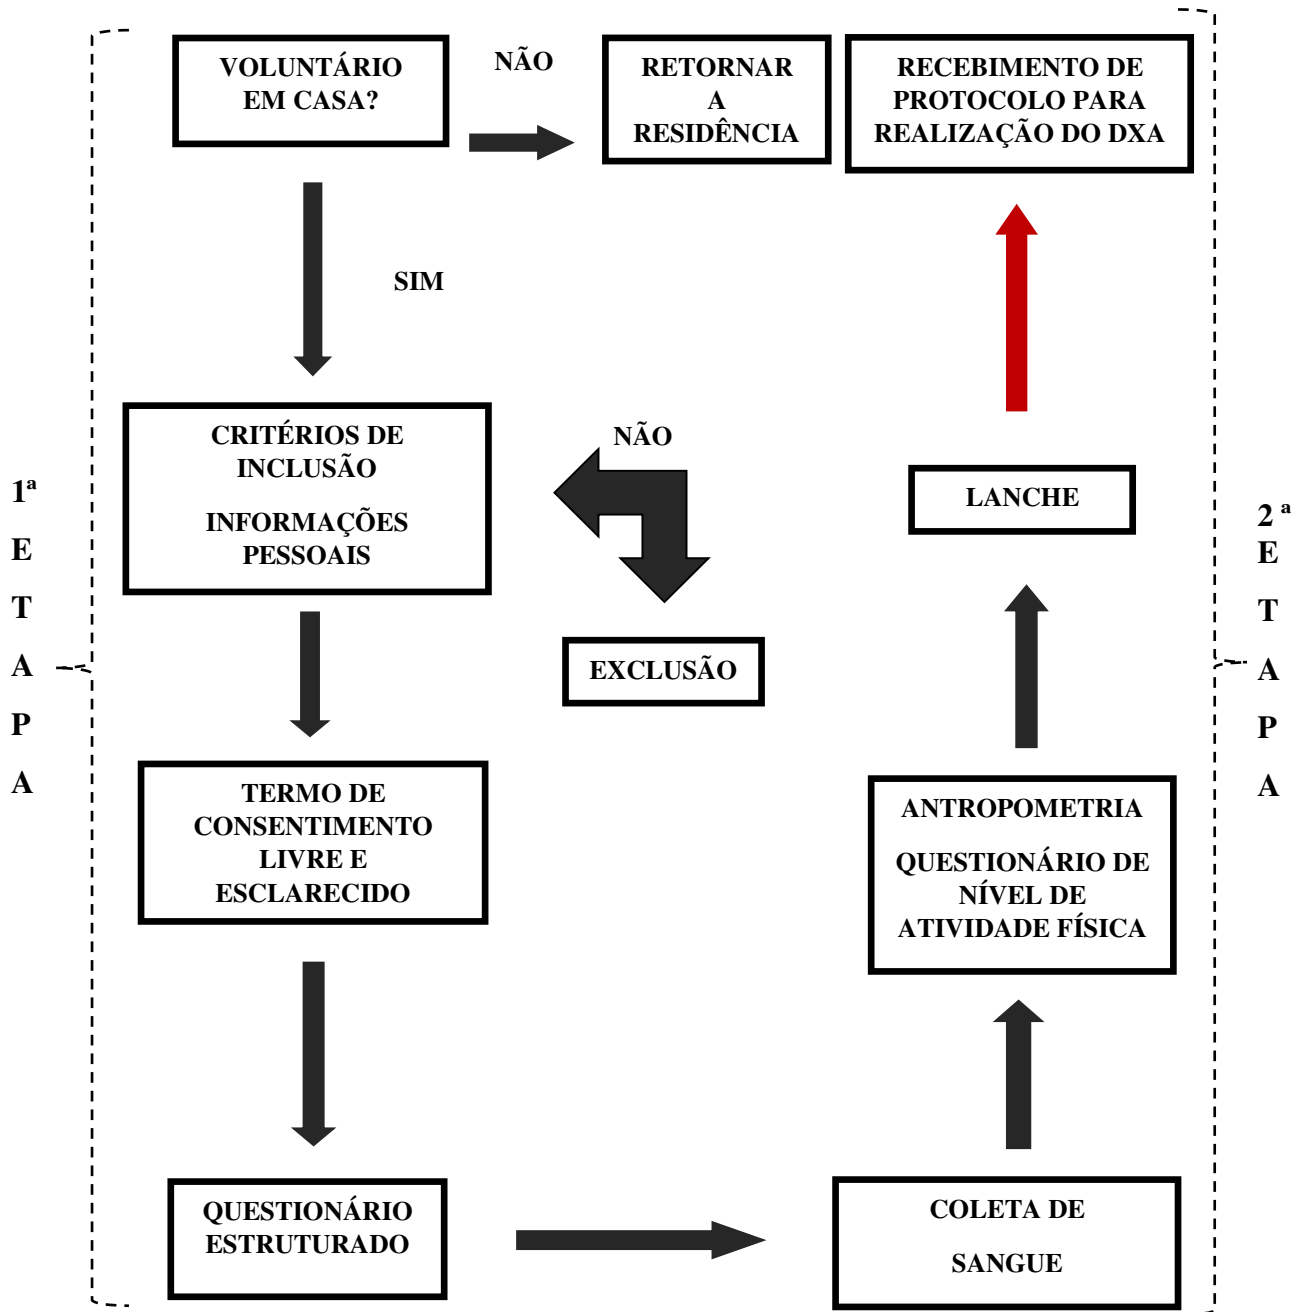 VOLUNTÁRIO
EM CASA?
NÃO
RETORNAR
A
RESIDÊNCIA
SIM
CRITÉRIOS DE
INCLUSÃO
INFORMAÇÕES
PESSOAIS
NÃO
EXCLUSÃO
TERMO DE
CONSENTIMENTO
LIVRE E
ESCLARECIDO
QUESTIONÁRIO
ESTRUTURADO
1ª
E
T
A
P
A
RECEBIMENTO DE
PROTOCOLO PARA
REALIZAÇÃO DO DXA
LANCHE
ANTROPOMETRIA
QUESTIONÁRIO DE
NÍVEL DE
ATIVIDADE FÍSICA
COLETA DE
SANGUE
2 ª
E
T
A
P
A